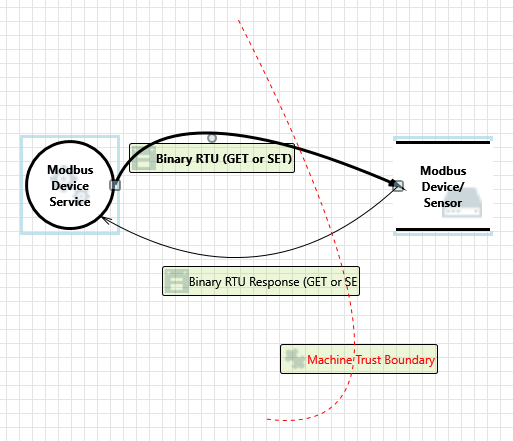 Binary RTU (GET or SET)
Modbus
Device
Service
Modbus
Device/
Sensor
Binary RTU Response (GET or SE
Machine Trust Boundary